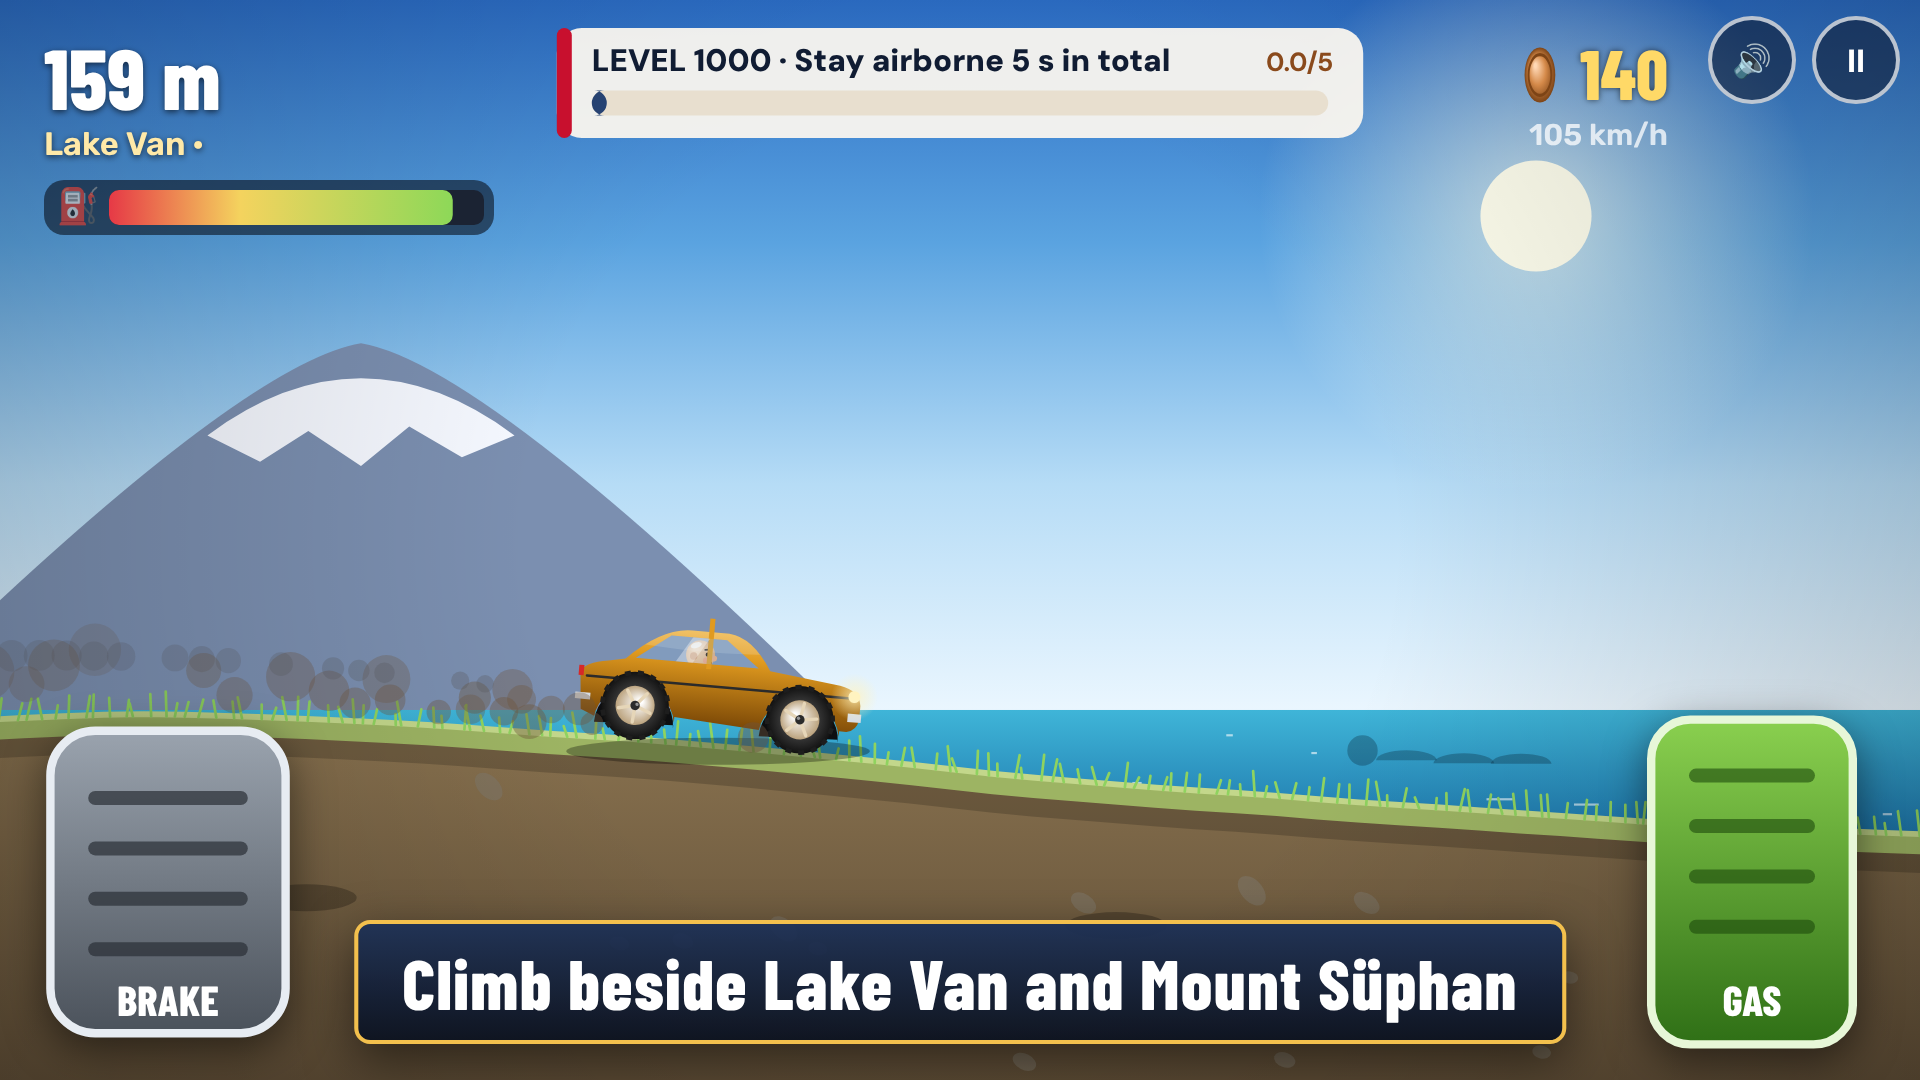 159 m
Lake Van •
LEVEL 1000 · Stay airborne 5 s in total
0.0/5
140
105 km/h
BRAKE
Climb beside Lake Van and Mount Süphan
GAS